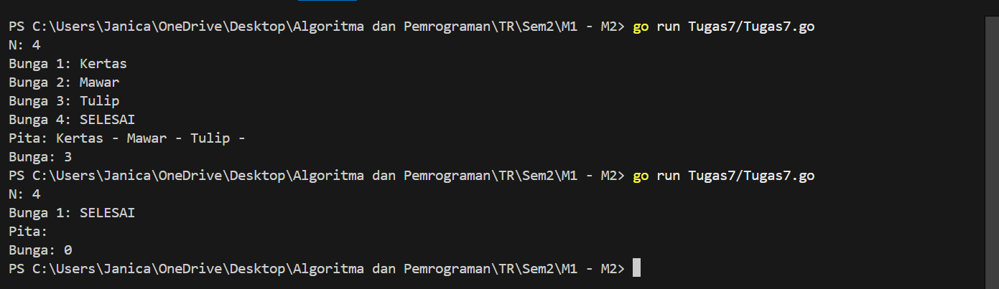 PS C:\Users\Janica\OneDrive\Desktop\Algoritma dan Pemrograman\TR\Sem2\M1 - M2> go run Tugas7/Tugas7.go
N: 4
Bunga 1: Kertas
Bunga 2: Mawar
Bunga 3: Tulip
Bunga 4: SELESAI
Pita: Kertas - Mawar - Tulip -
Bunga: 3
PS C:\Users\Janica\OneDrive\Desktop\Algoritma dan Pemrograman\TR\Sem2\M1 - M2> go run Tugas7/Tugas7.go
N: 4
Bunga 1: SELESAI
Pita:
Bunga: 0
PS C:\Users\Janica\OneDrive\Desktop\Algoritma dan Pemrograman\TR\Sem2\M1 - M2>